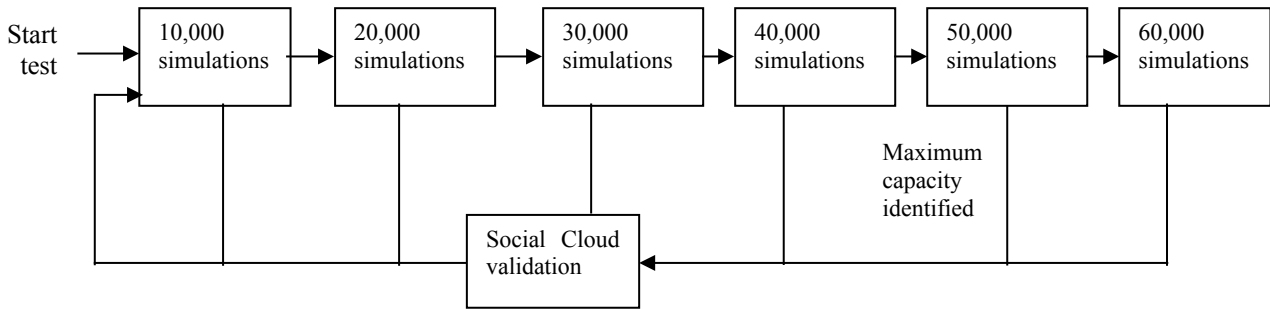 Start
test
10,000
simulations
20,000
simulations
30,000
simulations
40,000
simulations
50,000
simulations
60,000
simulations
Maximum
capacity
identified
Social Cloud
validation